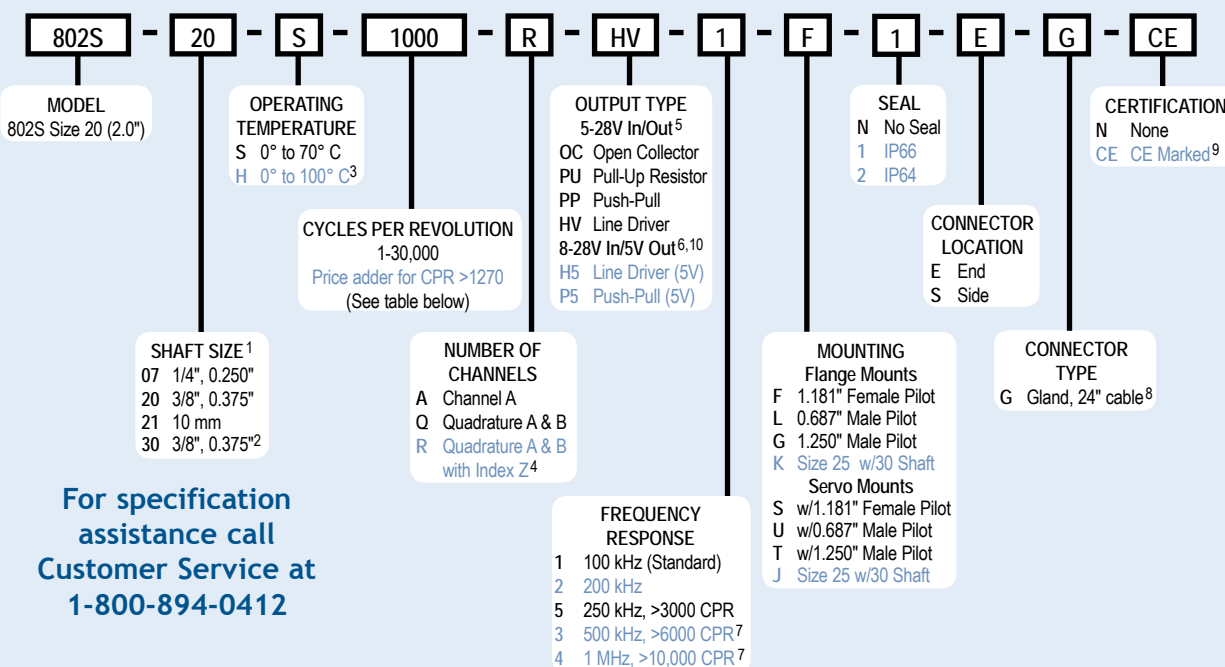 802S - 20 - S - 1000 - R - HV - 1 - F - 1 - E - G - CE
MODEL
802S Size 20 (2.0")
SHAFT SIZE 1
07 1/4", 0.250"
20 3/8", 0.375"
21 10 mm
30 3/8", 0.375"2
OPERATING
TEMPERATURE
S 0° to 70° C
H 0° to 100° C3
CYCLES PER REVOLUTION
1-30,000
Price adder for CPR >1270
(See table below)
NUMBER OF
CHANNELS
A Channel A
Q Quadrature A & B
R Quadrature A & B
with Index Z4
OUTPUT TYPE
5-28V In/Out5
OC Open Collector
PU Pull-Up Resistor
PP Push-Pull
HV Line Driver
8-28V In/5V Out6,10
H5 Line Driver (5V)
P5 Push-Pull (5V)
FREQUENCY
RESPONSE
1 100 kHz (Standard)
2 200 kHz
5 250 kHz, >3000 CPR
3 500 kHz, >6000 CPR7
4 1 MHz, >10,000 CPR7
MOUNTING
Flange Mounts
F 1.181" Female Pilot
L 0.687" Male Pilot
G 1.250" Male Pilot
K Size 25 w/30 Shaft
Servo Mounts
S w/1.181" Female Pilot
U w/0.687" Male Pilot
T w/1.250" Male Pilot
J Size 25 w/30 Shaft
SEAL
N No Seal
1 IP66
2 IP64
CONNECTOR
LOCATION
E End
S Side
CONNECTOR
TYPE
G Gland, 24" cable8
CERTIFICATION
N None
CE CE Marked9
For specification
assistance call
Customer Service at
1-800-894-0412